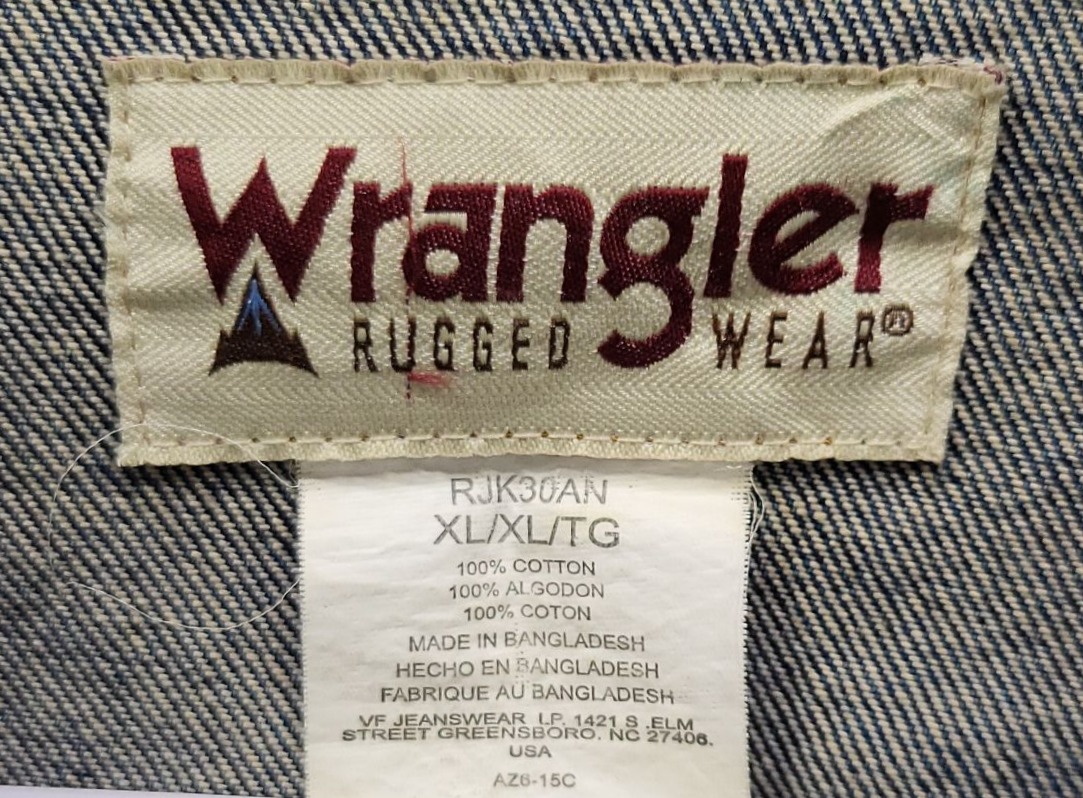 Wrangler
RUGGED WEAR®
RJK30AN
XL/XL/TG
100% COTTON
100% ALGODON
100% COTON
MADE IN BANGLADESH
HECHO EN BANGLADESH
FABRIQUE AU BANGLADESH
VF JEANSWEAR LP. 1421 S .ELM
STREET GREENSBORO. NC 27406.
USA
AZ6-15C